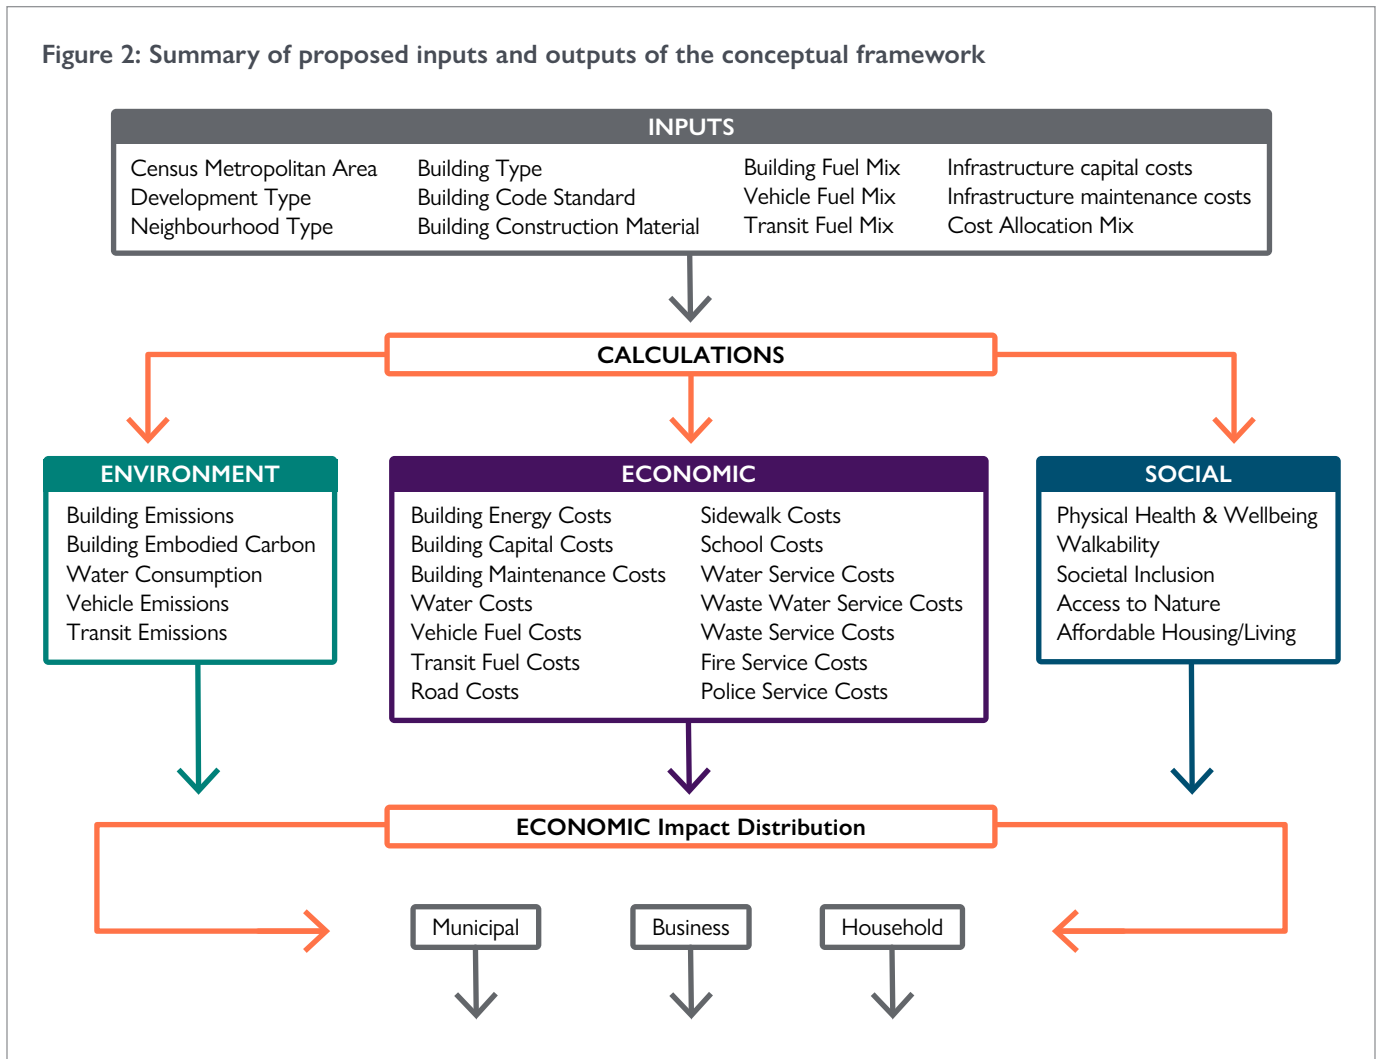 Figure 2: Summary of proposed inputs and outputs of the conceptual framework
INPUTS
Census Metropolitan Area
Development Type
Neighbourhood Type
Building Type
Building Code Standard
Building Construction Material
Building Fuel Mix
Vehicle Fuel Mix
Transit Fuel Mix
Infrastructure capital costs
Infrastructure maintenance costs
Cost Allocation Mix
CALCULATIONS
ENVIRONMENT
Building Emissions
Building Embodied Carbon
Water Consumption
Vehicle Emissions
Transit Emissions
ECONOMIC
Building Energy Costs
Building Capital Costs
Building Maintenance Costs
Water Costs
Vehicle Fuel Costs
Transit Fuel Costs
Road Costs
Sidewalk Costs
School Costs
Water Service Costs
Waste Water Service Costs
Waste Service Costs
Fire Service Costs
Police Service Costs
SOCIAL
Physical Health & Wellbeing
Walkability
Societal Inclusion
Access to Nature
Affordable Housing/Living
ECONOMIC Impact Distribution
Municipal
Business
Household